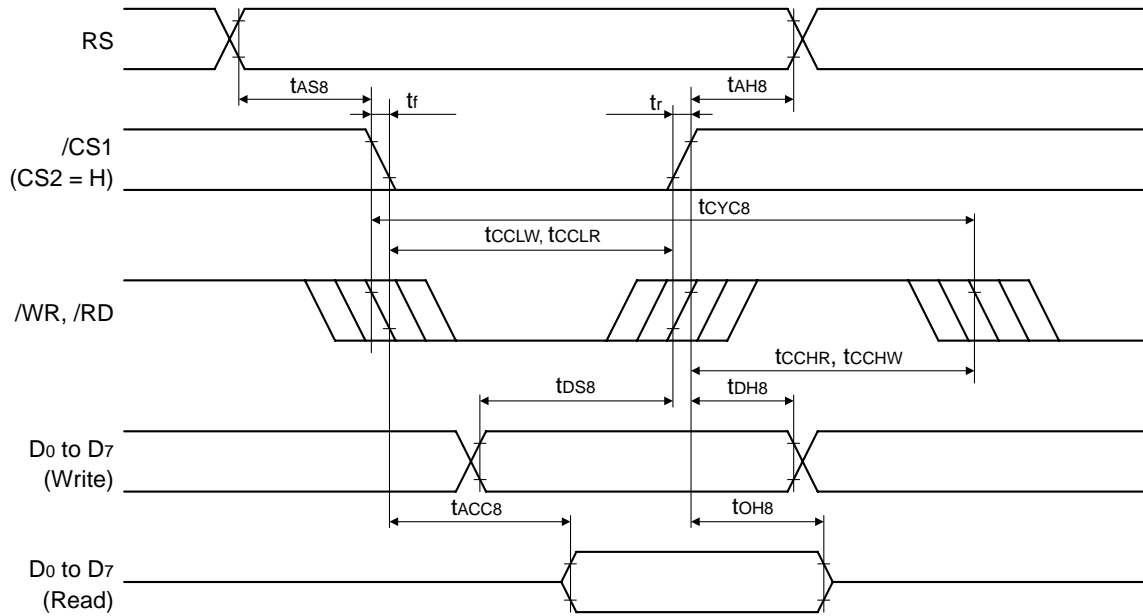 RS
tAS8
tf
tr
tAH8
/CS1
(CS2 = H)
tCYC8
tCCLW, tCCLR
/WR, /RD
tCCHR, tCCHW
tDS8
tDH8
D0 to D7
(Write)
tACC8
tOH8
D0 to D7
(Read)